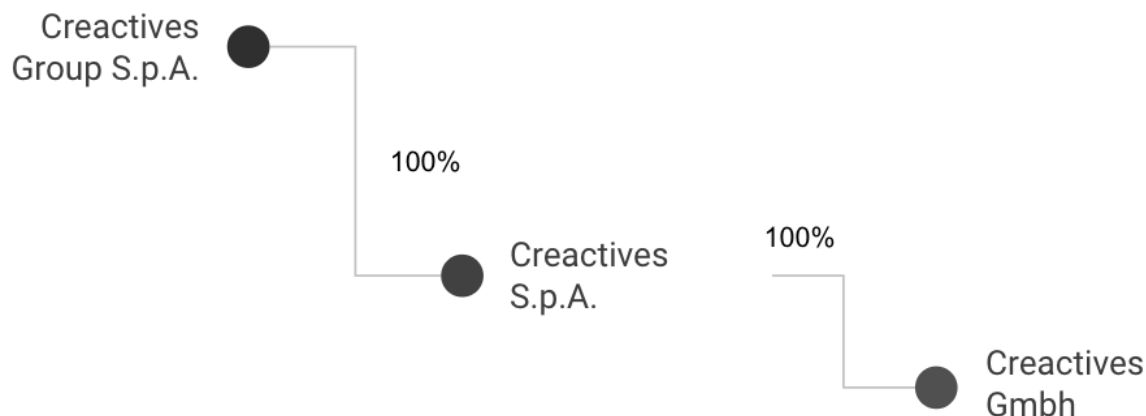 Creactives
Group S.p.A.
100%
100%
Creactives
S.p.A.
Creactives
Gmbh